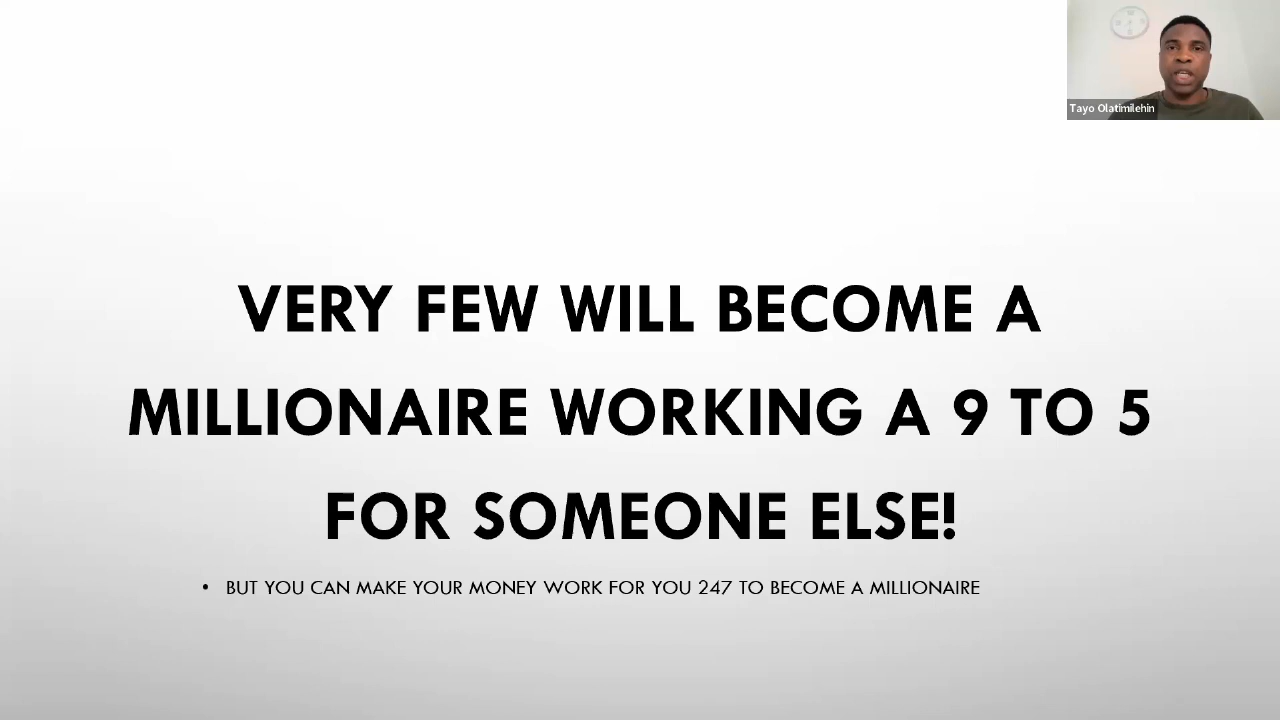 Tayo Olatimilehin
VERY FEW WILL BECOME A
MILLIONAIRE WORKING A 9 TO 5
FOR SOMEONE ELSE!
• BUT YOU CAN MAKE YOUR MONEY WORK FOR YOU 247 TO BECOME A MILLIONAIRE